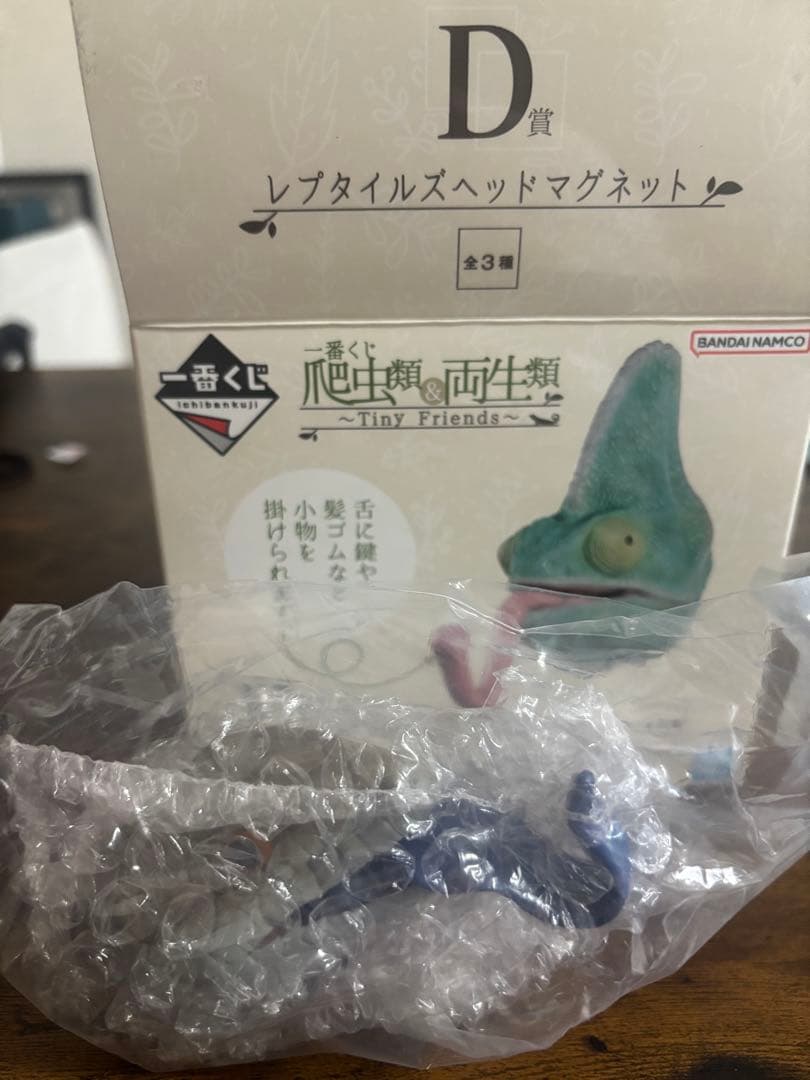 D賞
レプタイルズヘッドマグネット
全3種
BANDAI NAMCO
一番くじ
ichibankuji
一番くじ
爬虫類&両生類
~Tiny Friends~
舌に鍵や
髪ゴムなど
小物を
掛けられ